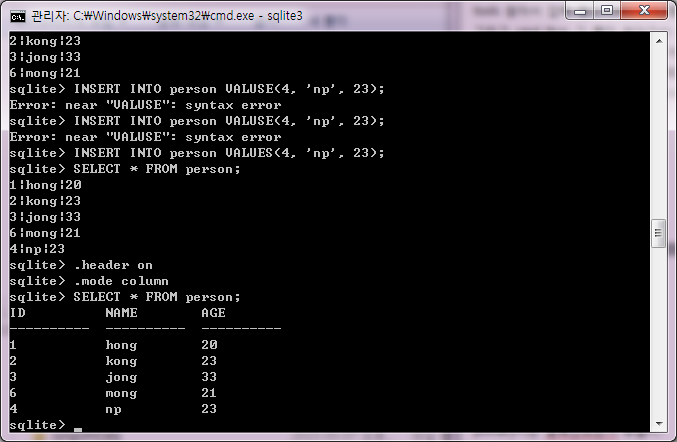 관리자: C:₩Windows₩system32₩cmd.exe - sqlite3
2|kong|23
3|jong|33
6|mong|21
sqlite> INSERT INTO person VALUSE(4, 'np', 23);
Error: near "VALUSE": syntax error
sqlite> INSERT INTO person VALUSE(4, 'np', 23);
Error: near "VALUSE": syntax error
sqlite> INSERT INTO person VALUES(4, 'np', 23);
sqlite> SELECT * FROM person;
1|hong|20
2|kong|23
3|jong|33
6|mong|21
4|np|23
sqlite> .header on
sqlite> .mode column
sqlite> SELECT * FROM person;
ID          NAME        AGE
----------  ----------  ----------
1           hong        20
2           kong        23
3           jong        33
6           mong        21
4           np          23
sqlite>